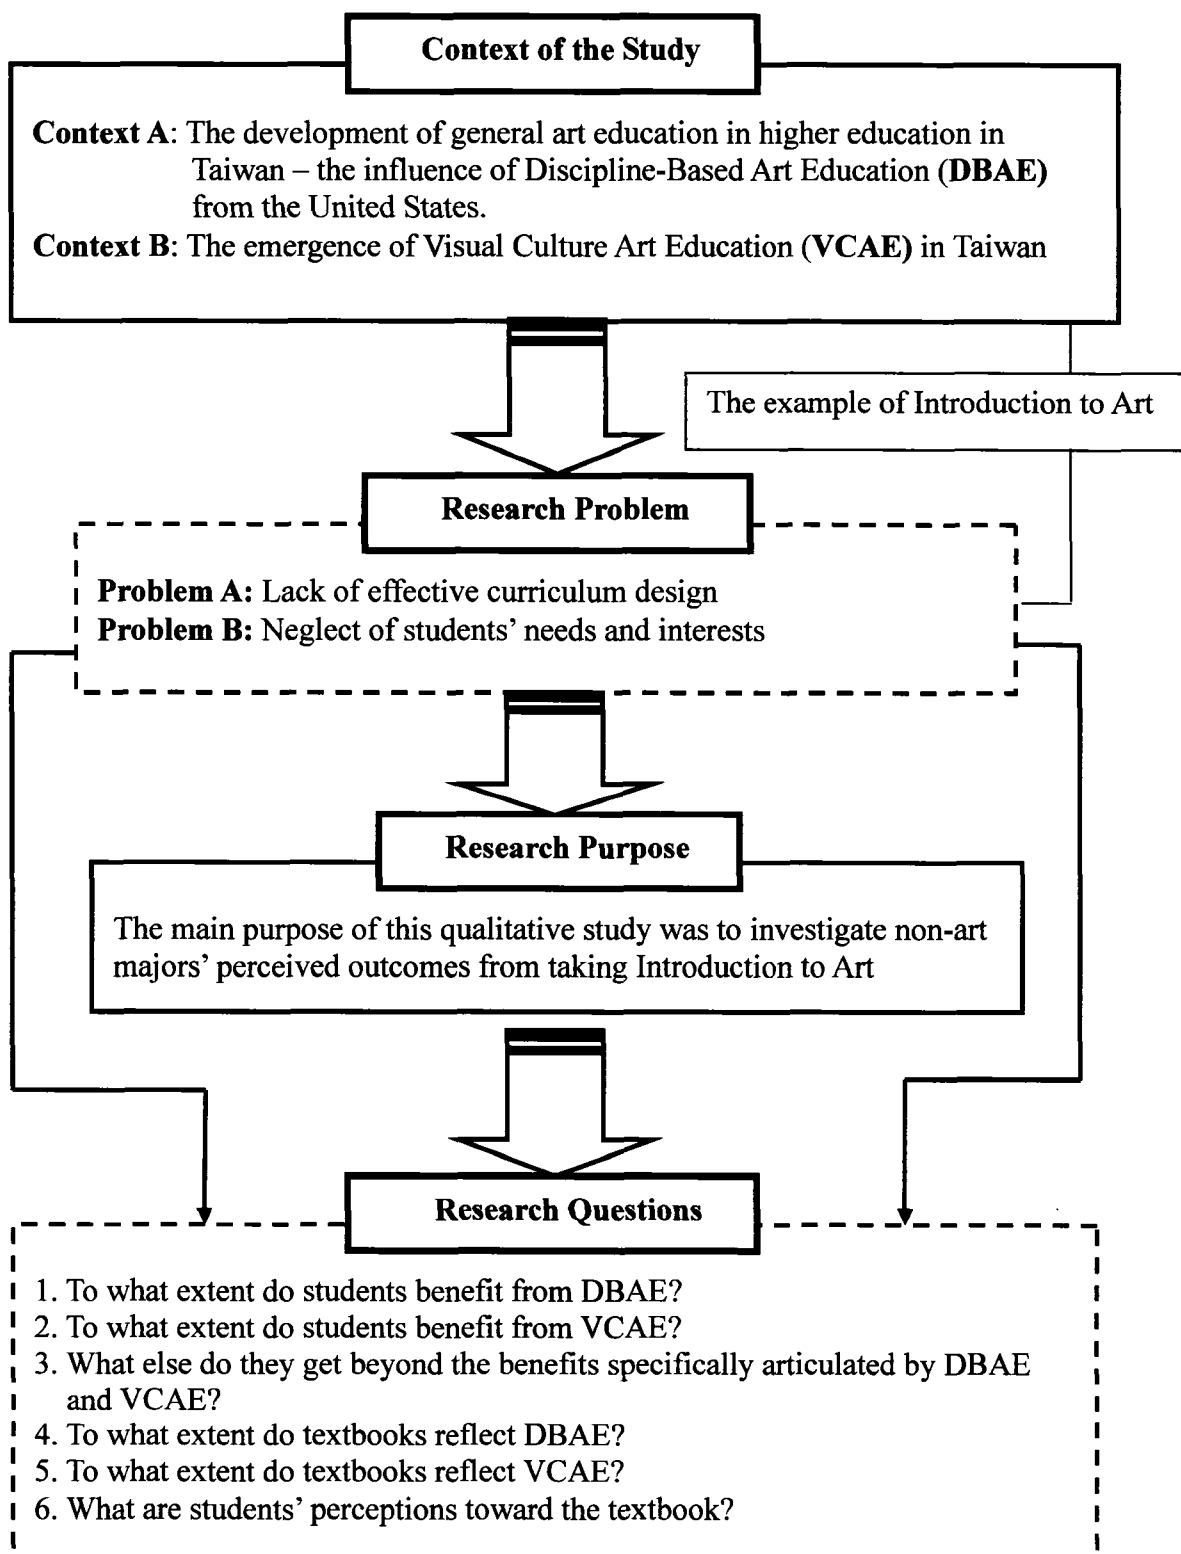 Context of the Study
Context A: The development of general art education in higher education in
Taiwan – the influence of Discipline-Based Art Education (DBAE)
from the United States.
Context B: The emergence of Visual Culture Art Education (VCAE) in Taiwan
The example of Introduction to Art
Research Problem
Problem A: Lack of effective curriculum design
Problem B: Neglect of students’ needs and interests
Research Purpose
The main purpose of this qualitative study was to investigate non-art
majors’ perceived outcomes from taking Introduction to Art
Research Questions
1. To what extent do students benefit from DBAE?
2. To what extent do students benefit from VCAE?
3. What else do they get beyond the benefits specifically articulated by DBAE
and VCAE?
4. To what extent do textbooks reflect DBAE?
5. To what extent do textbooks reflect VCAE?
6. What are students’ perceptions toward the textbook?